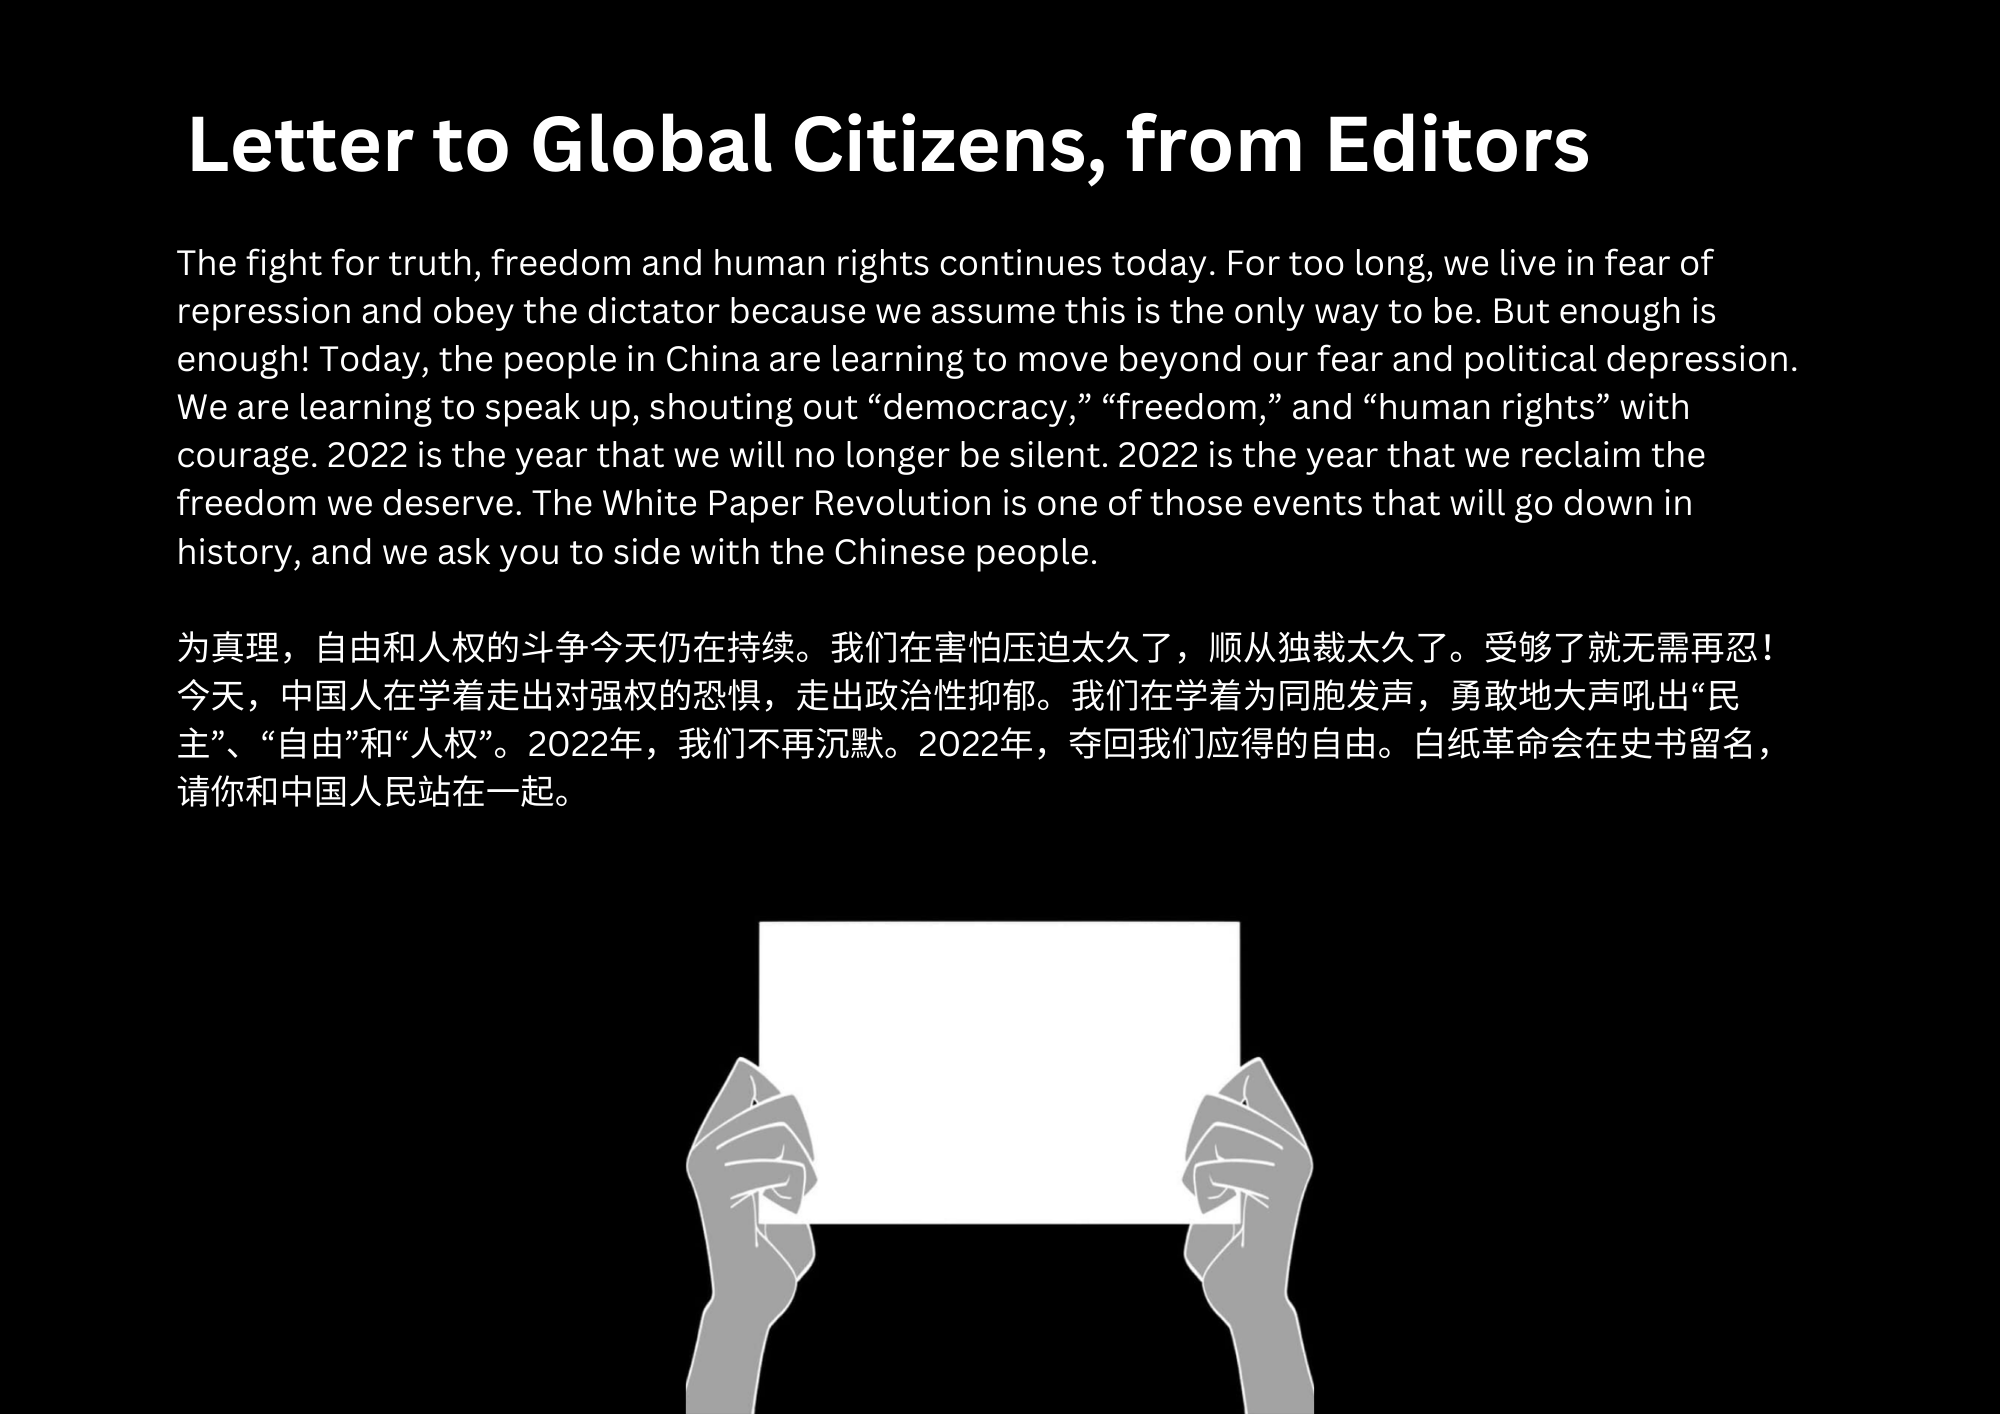 Letter to Global Citizens, from Editors
The fight for truth, freedom and human rights continues today. For too long, we live in fear of
repression and obey the dictator because we assume this is the only way to be. But enough is
enough! Today, the people in China are learning to move beyond our fear and political depression.
We are learning to speak up, shouting out “democracy,” “freedom,” and “human rights” with
courage. 2022 is the year that we will no longer be silent. 2022 is the year that we reclaim the
freedom we deserve. The White Paper Revolution is one of those events that will go down in
history, and we ask you to side with the Chinese people.
为真理，自由和人权的斗争今天仍在持续。我们在害怕压迫太久了，顺从独裁太久了。受够了就无需再忍！
今天，中国人在学着走出对强权的恐惧，走出政治性抑郁。我们在学着为同胞发声，勇敢地大声吼出“民
主”、“自由”和“人权”。2022年，我们不再沉默。2022年，夺回我们应得的自由。白纸革命会在史书留名，
请你和中国人民站在一起。